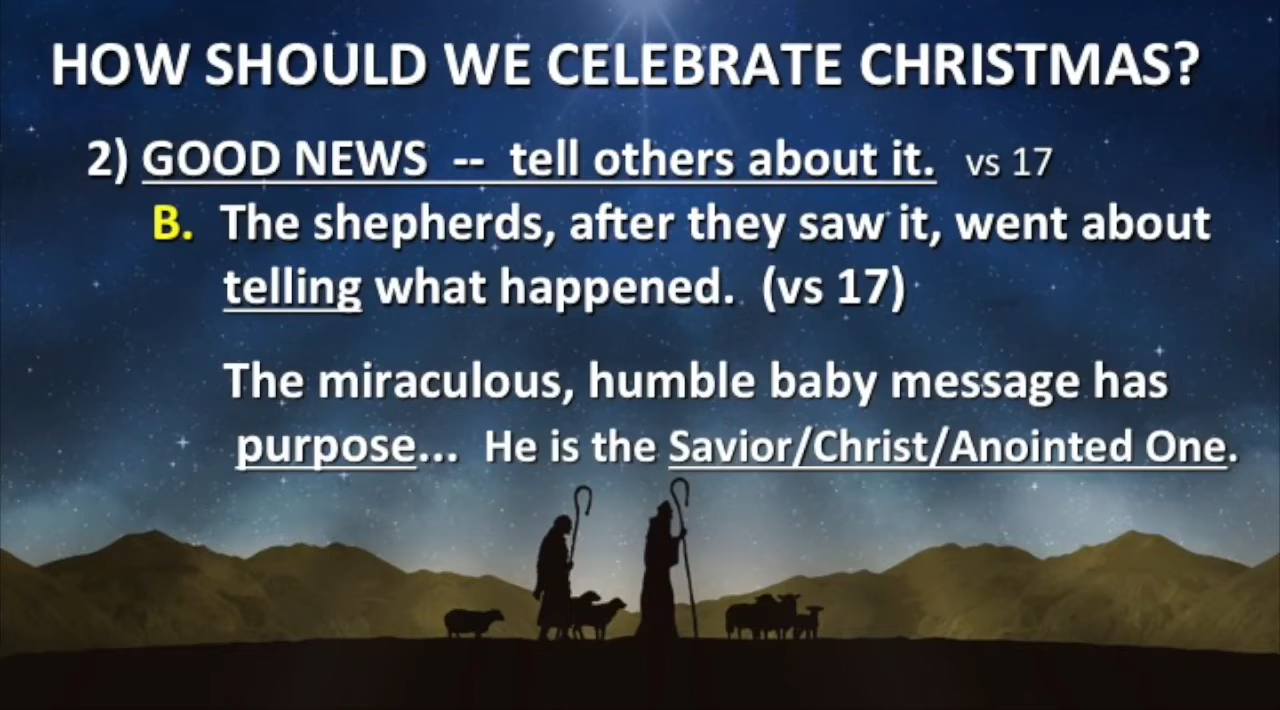 HOW SHOULD WE CELEBRATE CHRISTMAS?
2) GOOD NEWS -- tell others about it. vs 17
B. The shepherds, after they saw it, went about
telling what happened. (vs 17)
The miraculous, humble baby message has
purpose... He is the Savior/Christ/Anointed One.